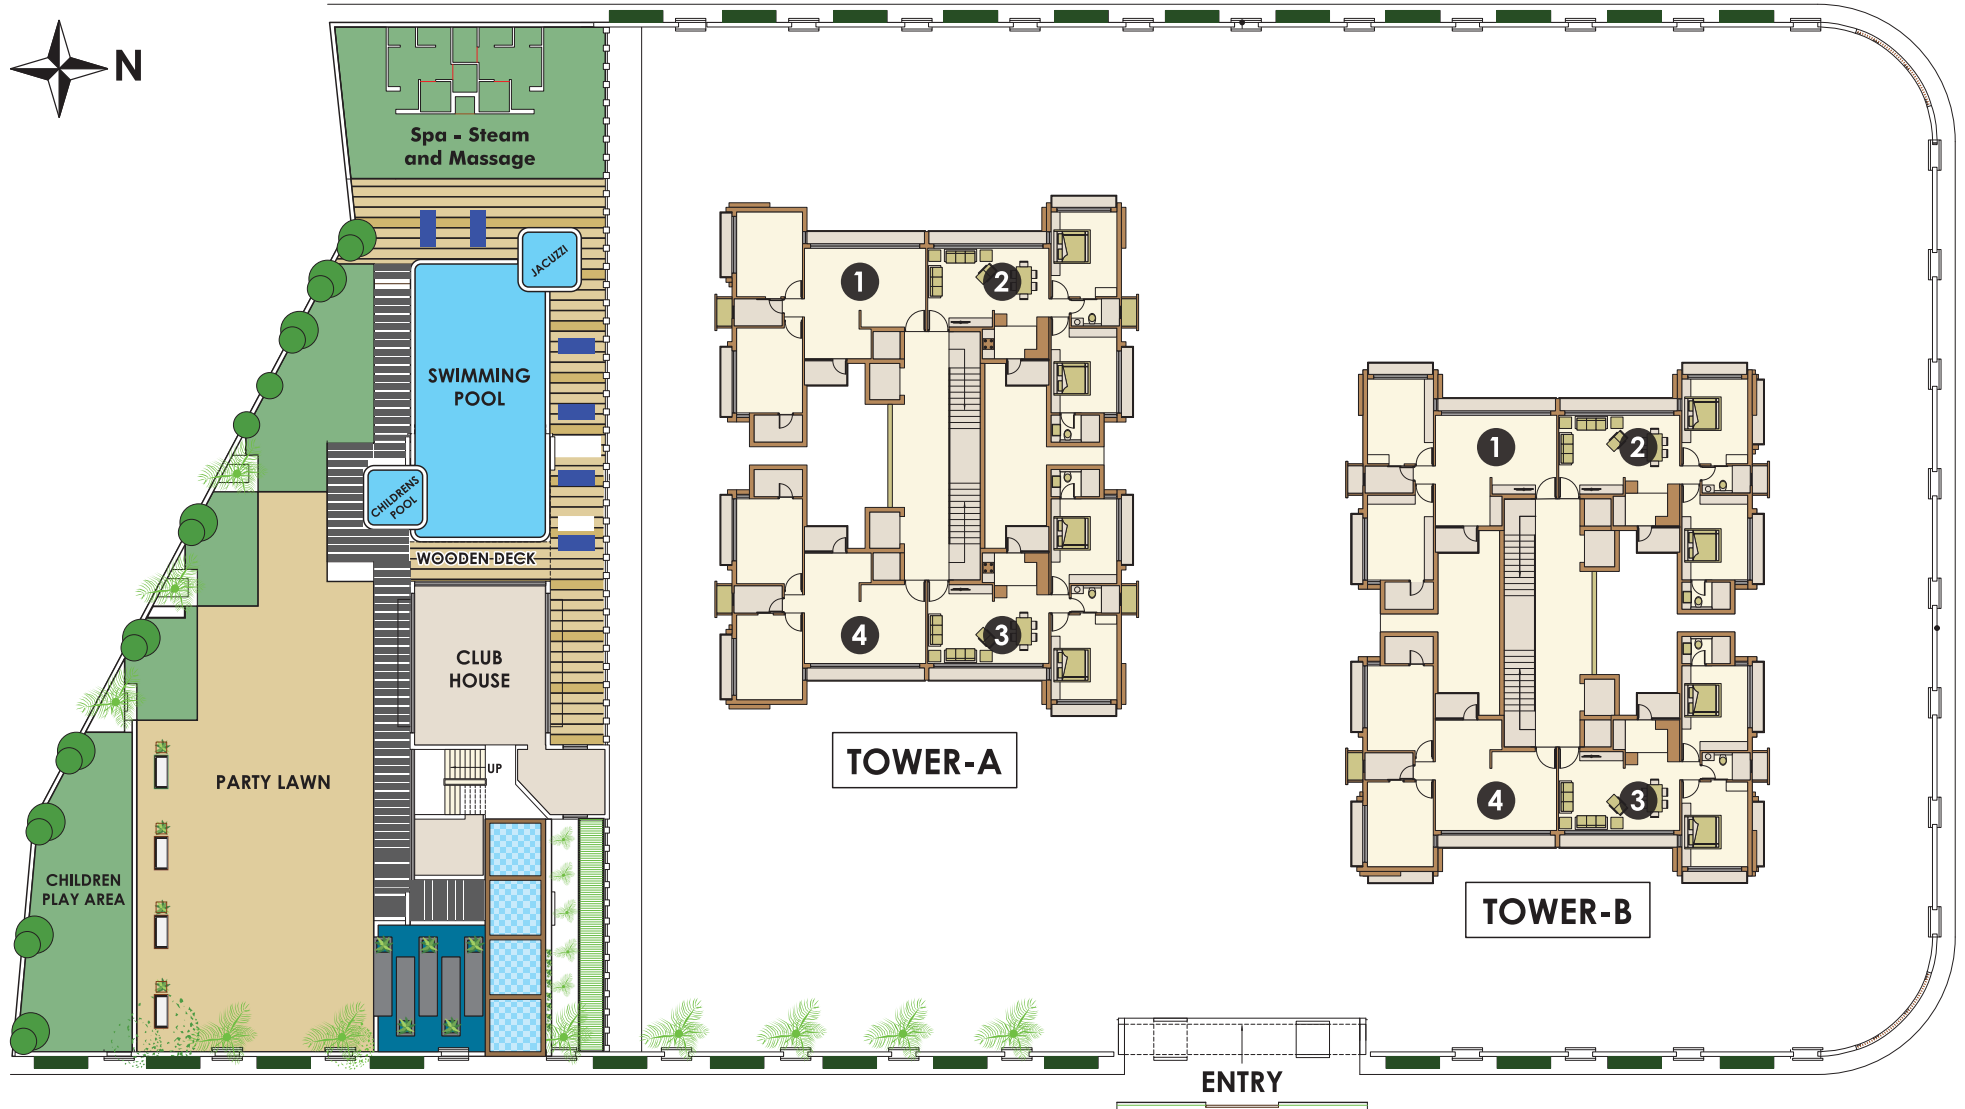 N
Spa - Steam
and Massage
JACUZZI
SWIMMING
POOL
CHILDRENS
POOL
WOODEN DECK
CLUB
HOUSE
UP
PARTY LAWN
CHILDREN
PLAY AREA
1
2
4
3
TOWER-A
1
2
4
3
TOWER-B
ENTRY